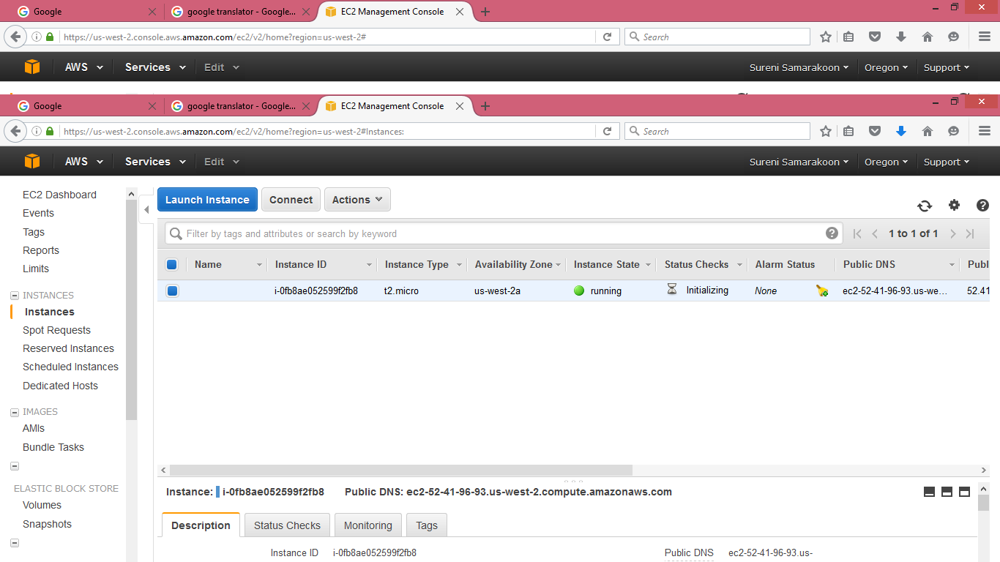 Google
google translator - Google...
EC2 Management Console
https://us-west-2.console.aws.amazon.com/ec2/v2/home?region=us-west-2#
Search
AWS
Services
Edit
Sureni Samarakoon
Oregon
Support
Google
google translator - Google...
EC2 Management Console
https://us-west-2.console.aws.amazon.com/ec2/v2/home?region=us-west-2#Instances:
Search
AWS
Services
Edit
Sureni Samarakoon
Oregon
Support
EC2 Dashboard
Events
Tags
Reports
Limits
INSTANCES
Instances
Spot Requests
Reserved Instances
Scheduled Instances
Dedicated Hosts
IMAGES
AMIs
Bundle Tasks
ELASTIC BLOCK STORE
Volumes
Snapshots
Launch Instance
Connect
Actions
Filter by tags and attributes or search by keyword
1 to 1 of 1
Name
Instance ID
Instance Type
Availability Zone
Instance State
Status Checks
Alarm Status
Public DNS
Publ
i-0fb8ae052599f2fb8
t2.micro
us-west-2a
running
Initializing
None
ec2-52-41-96-93.us-we...
52.41
Instance: i-0fb8ae052599f2fb8 Public DNS: ec2-52-41-96-93.us-west-2.compute.amazonaws.com
Description
Status Checks
Monitoring
Tags
Instance ID i-0fb8ae052599f2fb8
Public DNS ec2-52-41-96-93.us-